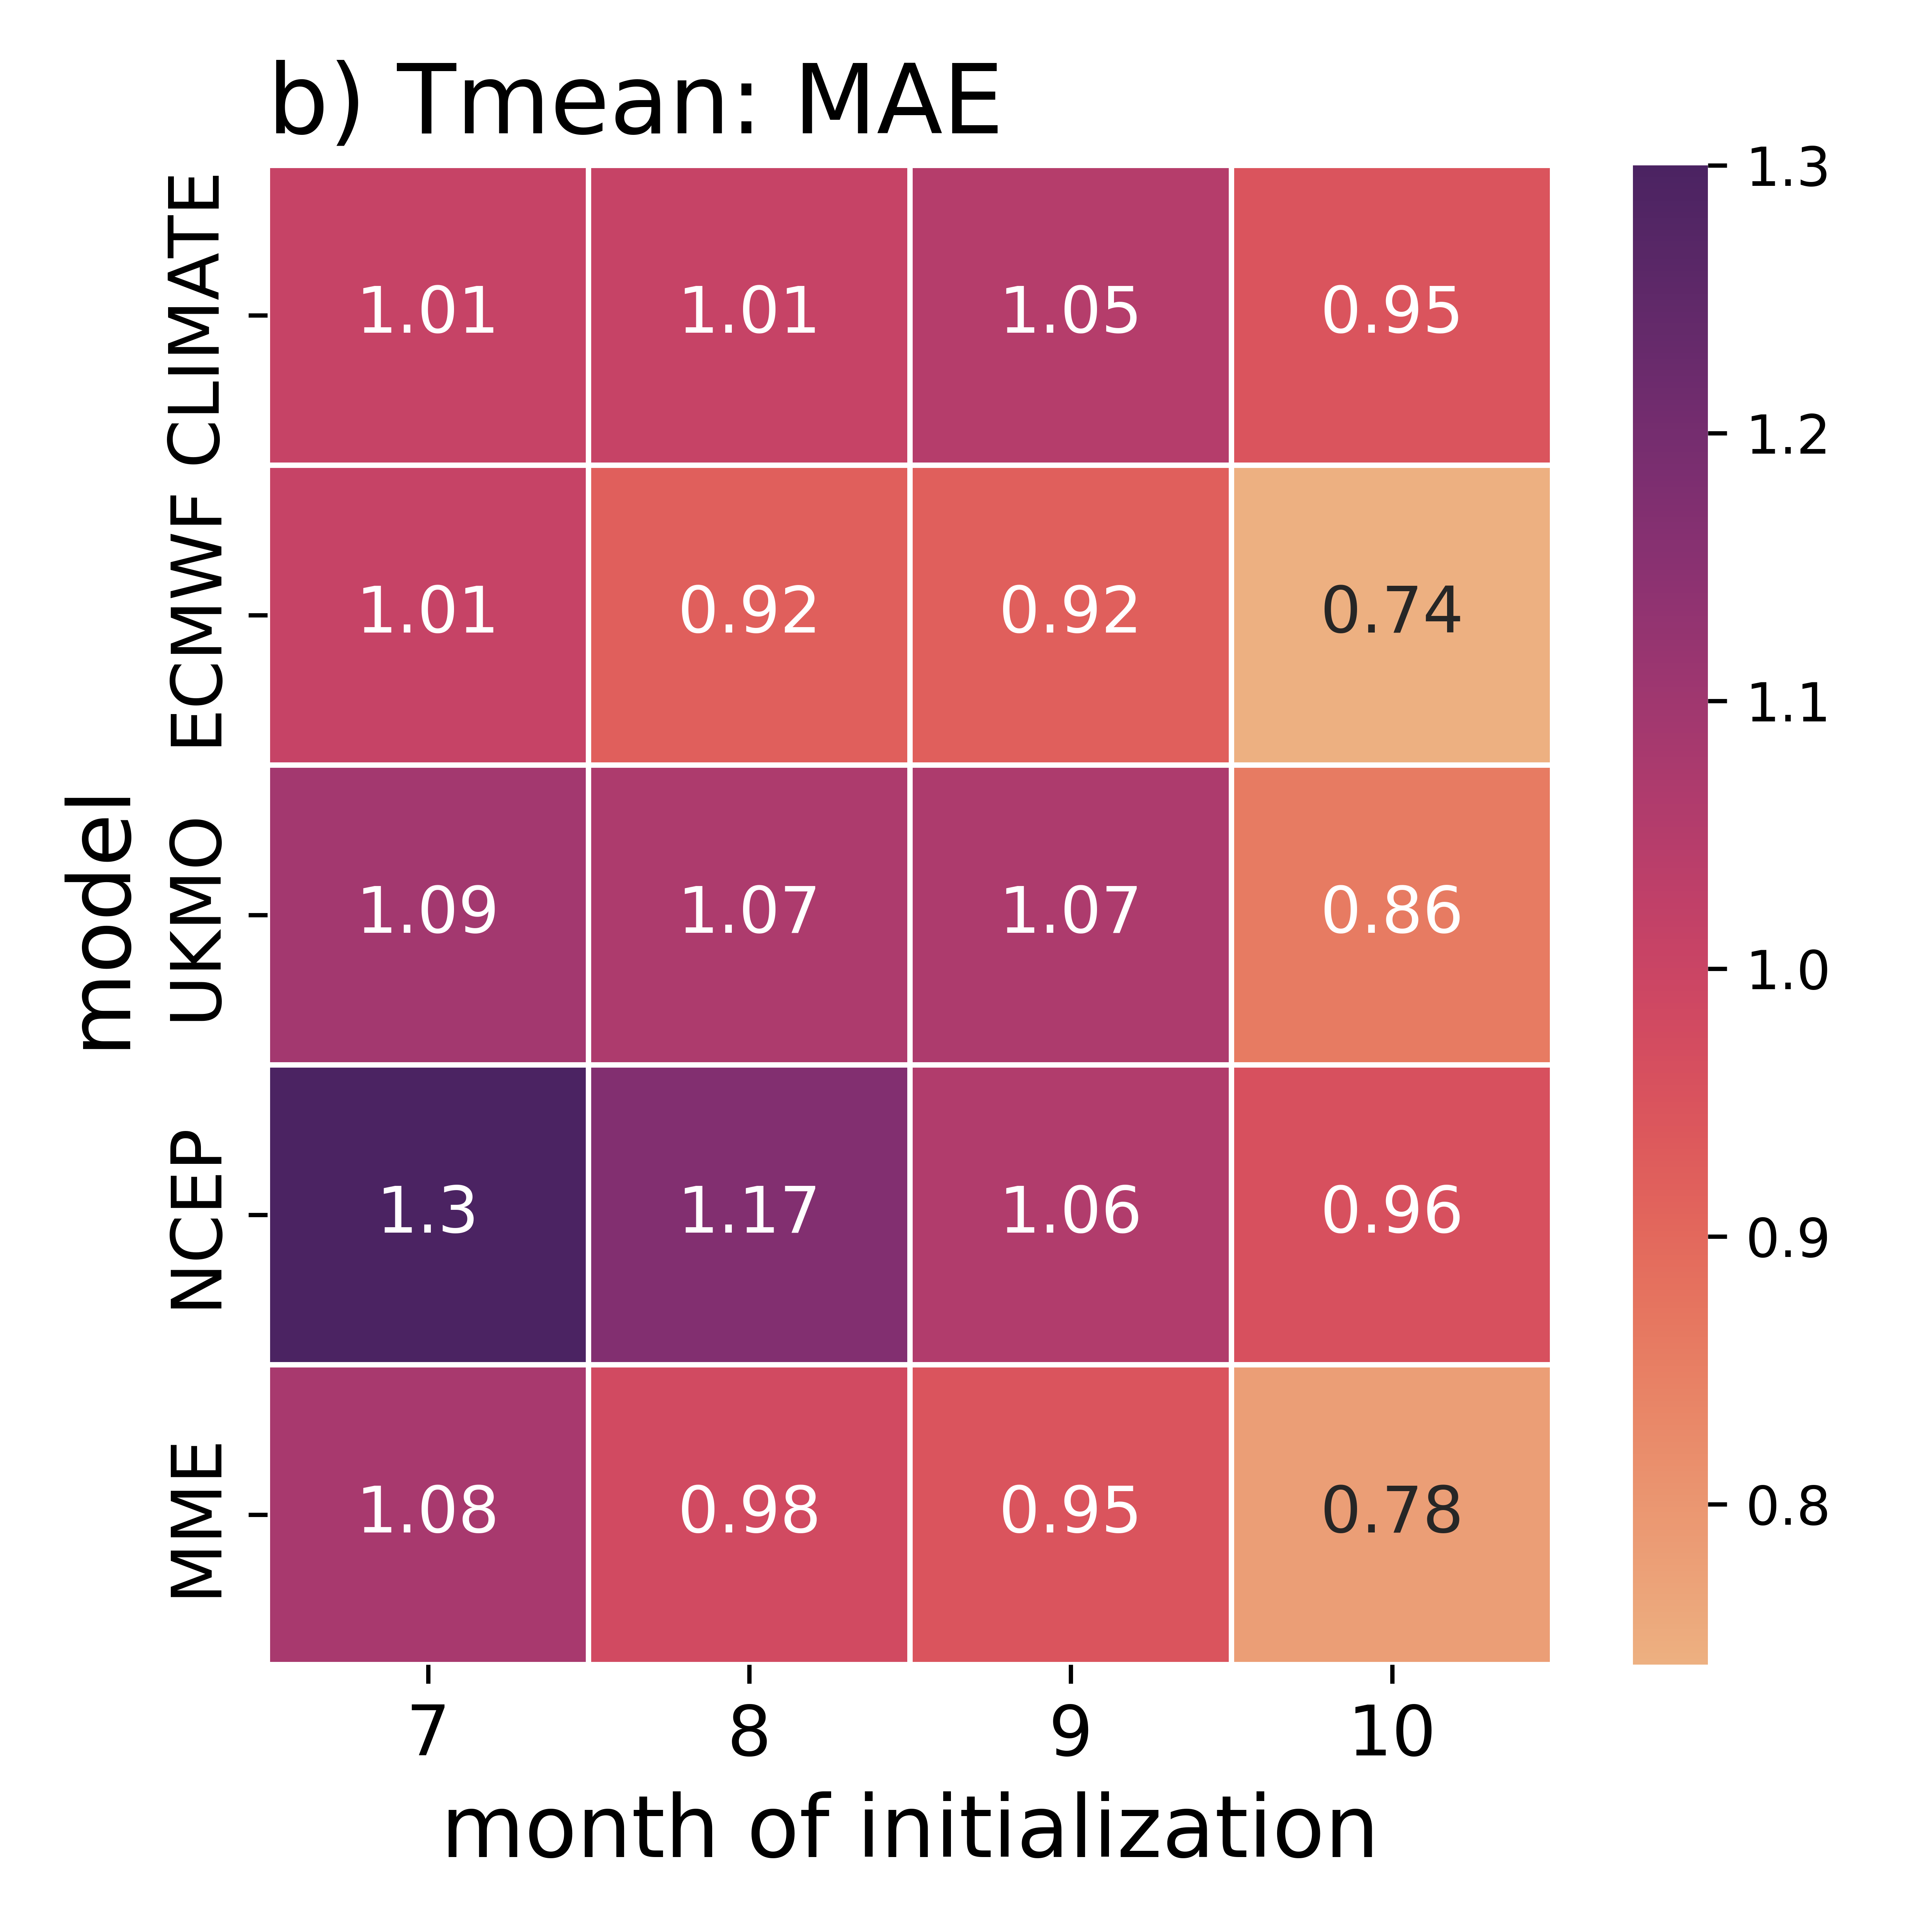 b) Tmean: MAE
model
CLIMATE 1.01 1.01 1.05 0.95
ECMWF 1.01 0.92 0.92 0.74
UKMO 1.09 1.07 1.07 0.86
NCEP 1.3 1.17 1.06 0.96
MME 1.08 0.98 0.95 0.78
7 8 9 10
month of initialization
1.3
1.2
1.1
1.0
0.9
0.8